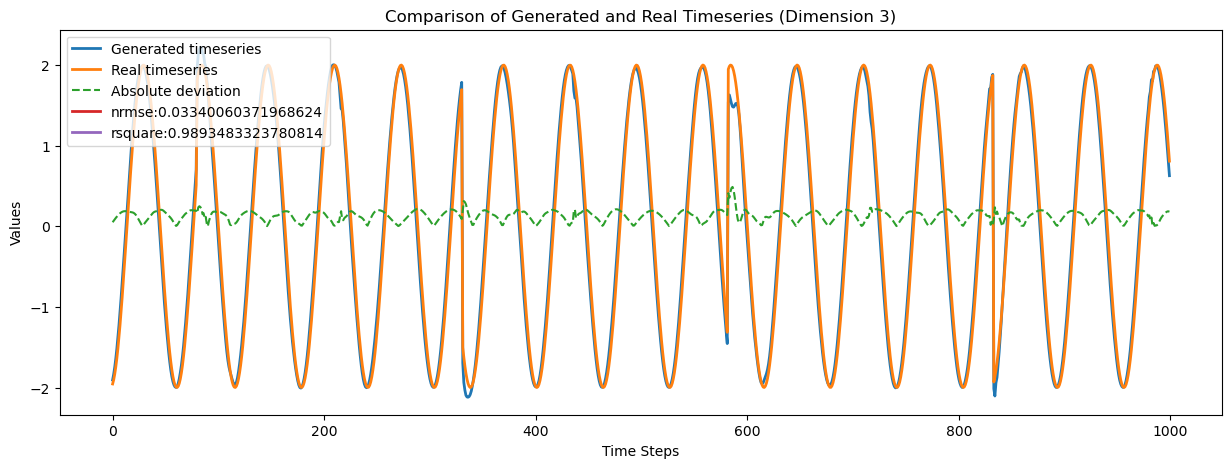 Comparison of Generated and Real Timeseries (Dimension 3)
Generated timeseries
Real timeseries
Absolute deviation
nrmse:0.03340060371968624
rsquare:0.9893483323780814
Values
2
1
0
−1
−2
0 200 400 600 800 1000
Time Steps